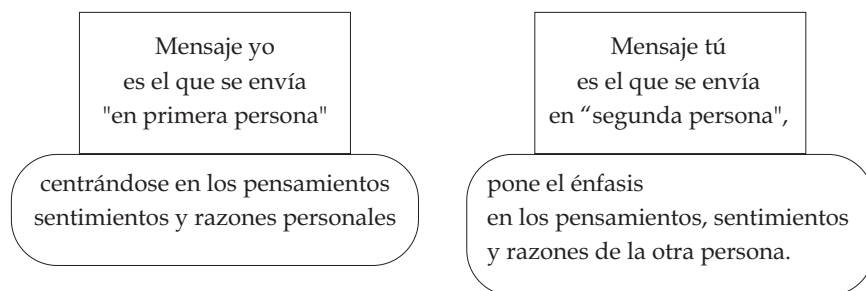 Mensaje yo
es el que se envía
"en primera persona"
centrándose en los pensamientos
sentimientos y razones personales
Mensaje tú
es el que se envía
en “segunda persona",
pone el énfasis
en los pensamientos, sentimientos
y razones de la otra persona.